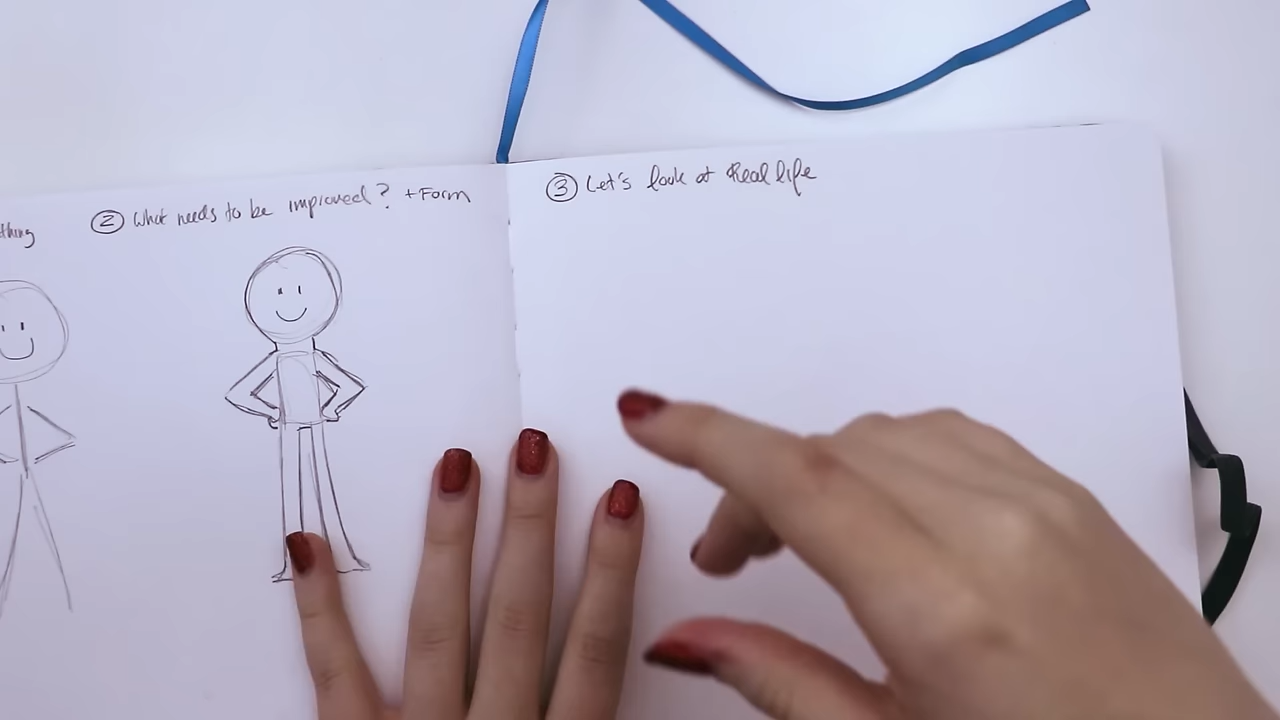 thing
② What needs to be improved? + Form
③ Let's look at Real life